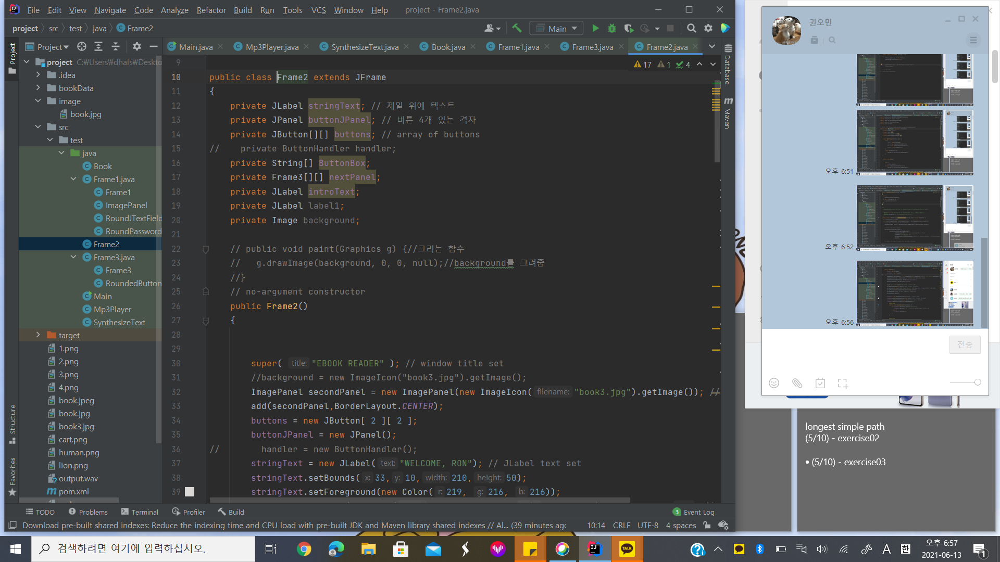 File Edit View Navigate Code Analyze Refactor Build Run Tools VCS Window Help project - Frame2.java
project src test java Frame2
Main
Project
Main.java Mp3Player.java SynthesizeText.java Book.java Frame1.java Frame3.java Frame2.java
Project
Structure
Favorites
Database
Maven
project C:\Users\dhals\Deskto
.idea
bookData
image
book.jpg
src
test
java
Book
Frame1.java
Frame1
ImagePanel
RoundJTextField
RoundPassword
Frame2
Frame3.java
Frame3
RoundedButton
Main
Mp3Player
SynthesizeText
target
1.png
2.png
3.png
4.png
book.jpeg
book.jpg
book3.jpg
cart.png
human.png
lion.png
output.wav
pom.xml
17 1 4
9
10 public class Frame2 extends JFrame
11 {
12 private JLabel stringText; // 제일 위에 텍스트
13 private JPanel buttonJPanel; // 버튼 4개 있는 격자
14 private JButton[][] buttons; // array of buttons
15 // private ButtonHandler handler;
16 private String[] ButtonBox;
17 private Frame3[][] nextPanel;
18 private JLabel introText;
19 private JLabel label1;
20 private Image background;
21
22 // public void paint(Graphics g) {//그리는 함수
23 // g.drawImage(background, 0, 0, null);//background를 그려줌
24 //}
25 // no-argument constructor
26 public Frame2()
27 {
28
29
30 super( title: "EBOOK READER" ); // window title set
31 //background = new ImageIcon("book3.jpg").getImage();
32 ImagePanel secondPanel = new ImagePanel(new ImageIcon( filename: "book3.jpg").getImage()); //
33 add(secondPanel,BorderLayout.CENTER);
34 buttons = new JButton[ 2 ][ 2 ];
35 buttonJPanel = new JPanel();
36 // handler = new ButtonHandler();
37 stringText = new JLabel( text: "WELCOME, RON"); // JLabel text set
38 stringText.setBounds( x: 33, y: 10, width: 210, height: 50);
39 stringText.setForeground(new Color( r: 219, g: 216, b: 216));
TODO Problems Terminal Profiler Build 3 Event Log
Download pre-built shared indexes: Reduce the indexing time and CPU load with pre-built JDK and Maven library shared indexes // Al... (39 minutes ago 10:14 CRLF UTF-8 4 spaces
권오민
오후 6:51
오후 6:52
오후 6:56
전송
longest simple path
(5/10) - exercise02
• (5/10) - exercise03
검색하려면 여기에 입력하십시오.
TALK
A 한
오후 6:57
2021-06-13
1